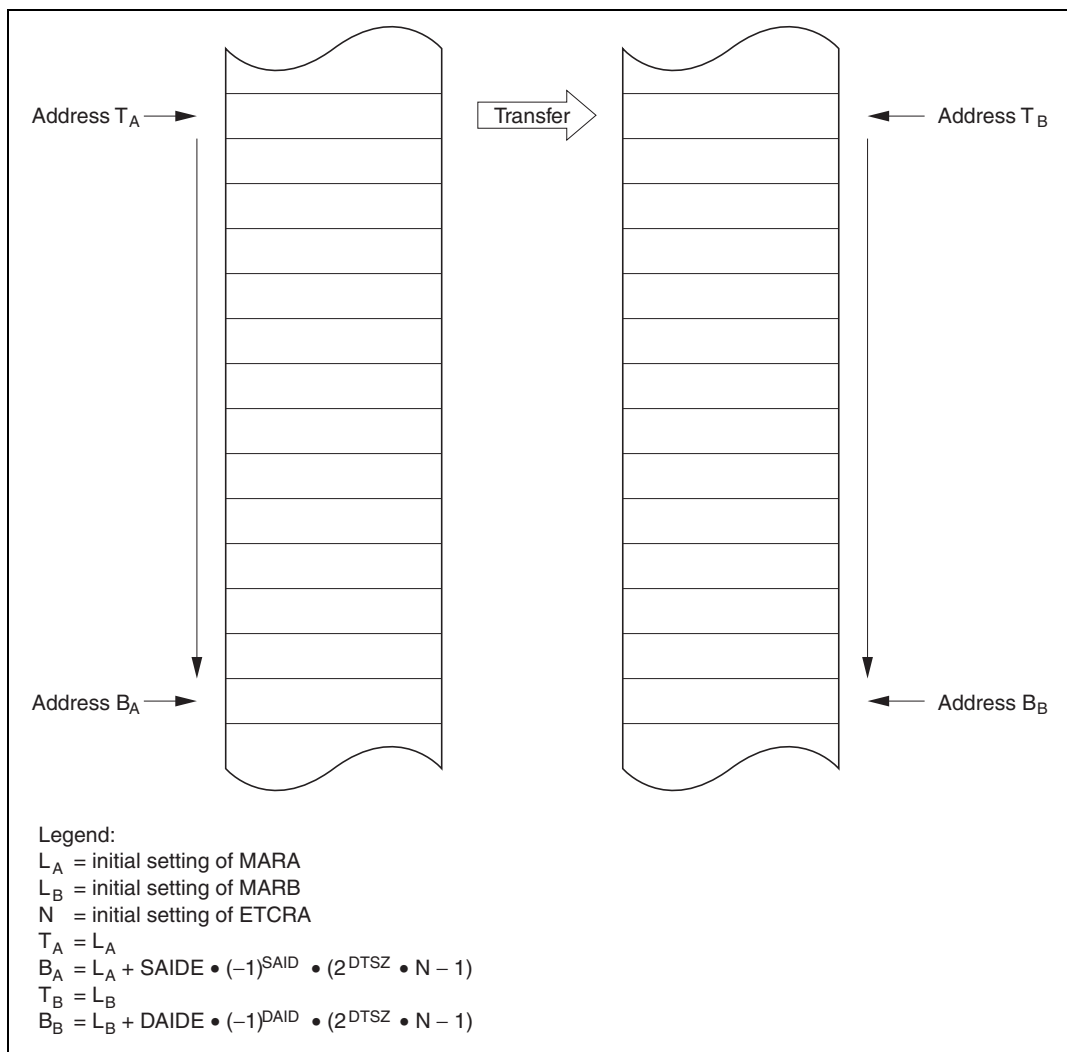 Address T_A
Transfer
Address T_B
Address B_A
Address B_B
Legend:
L_A = initial setting of MARA
L_B = initial setting of MARB
N = initial setting of ETCRA
T_A = L_A
B_A = L_A + SAIDE • (–1)^SAID • (2^DTSZ • N – 1)
T_B = L_B
B_B = L_B + DAIDE • (–1)^DAID • (2^DTSZ • N – 1)